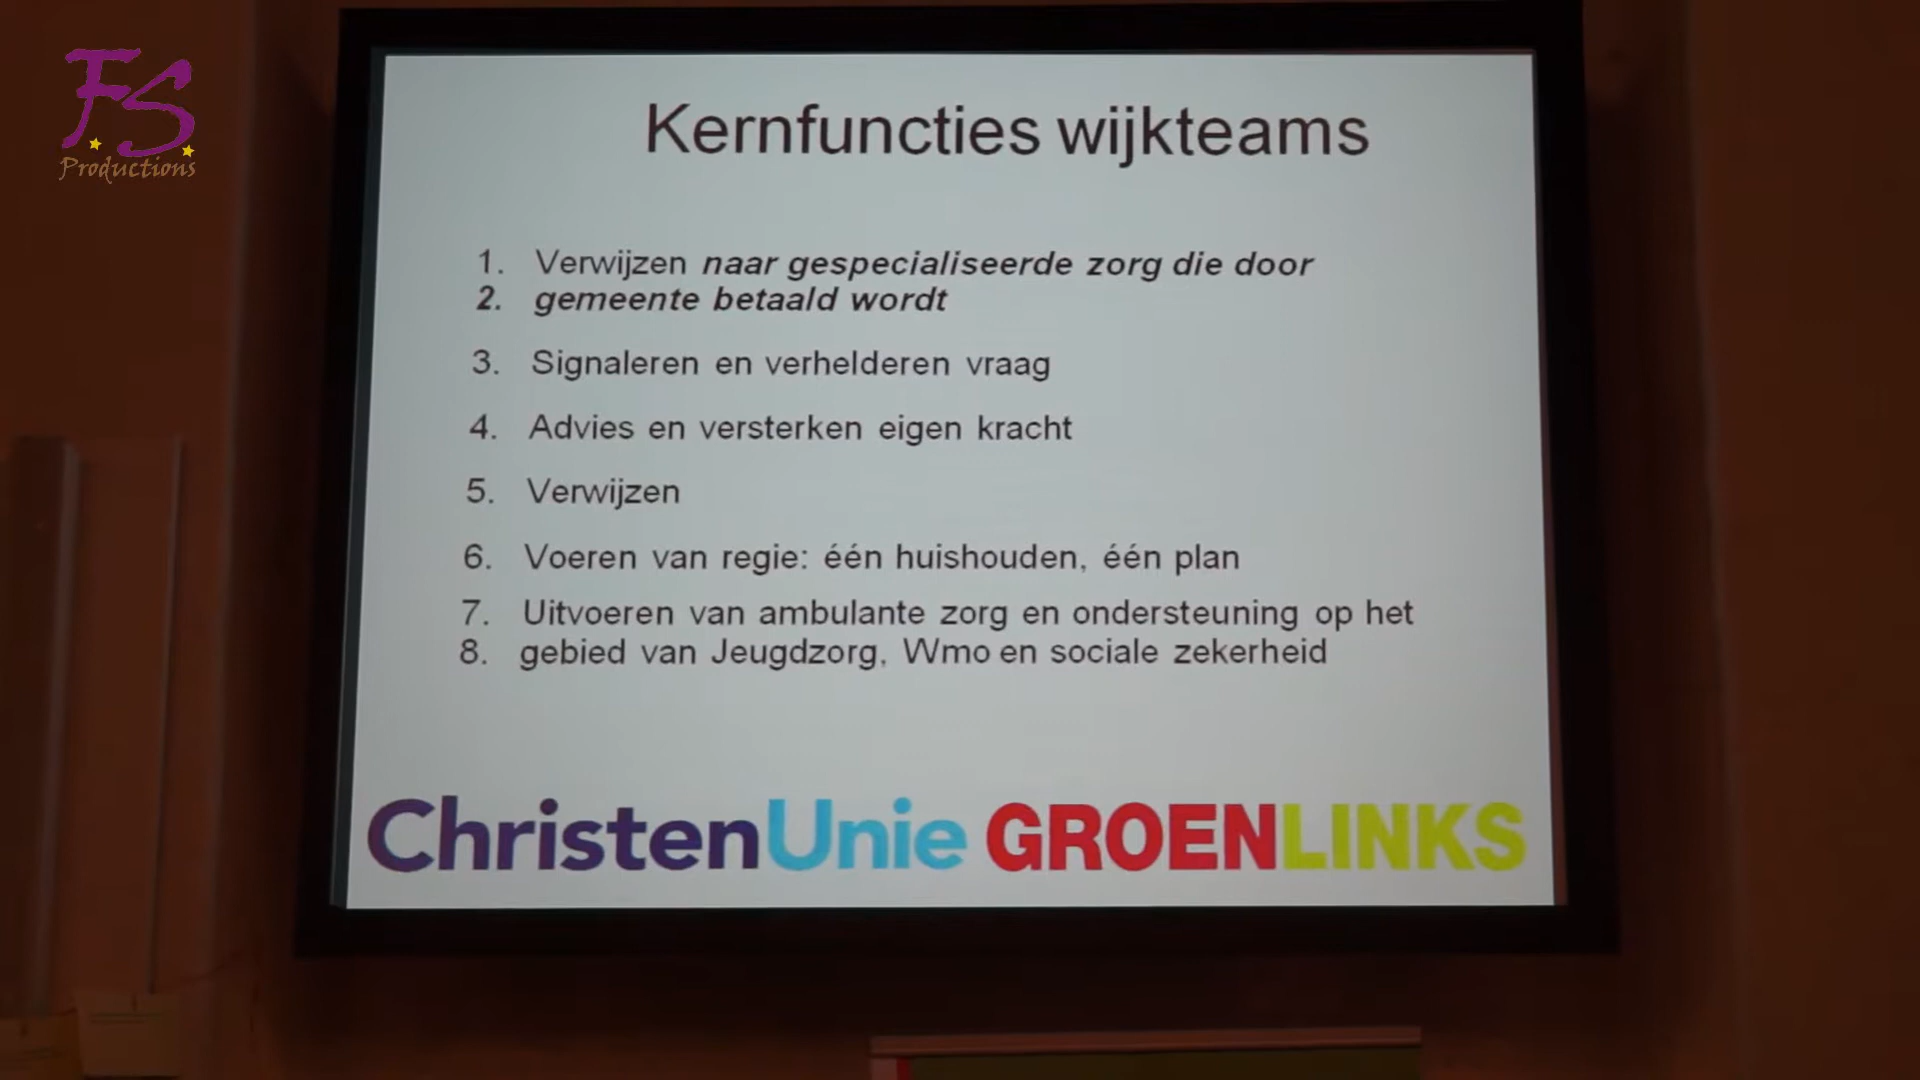 F.S.
Productions
Kernfuncties wijkteams
1. Verwijzen naar gespecialiseerde zorg die door
2. gemeente betaald wordt
3. Signaleren en verhelderen vraag
4. Advies en versterken eigen kracht
5. Verwijzen
6. Voeren van regie: één huishouden, één plan
7. Uitvoeren van ambulante zorg en ondersteuning op het
8. gebied van Jeugdzorg, Wmo en sociale zekerheid
ChristenUnie GROENLINKS